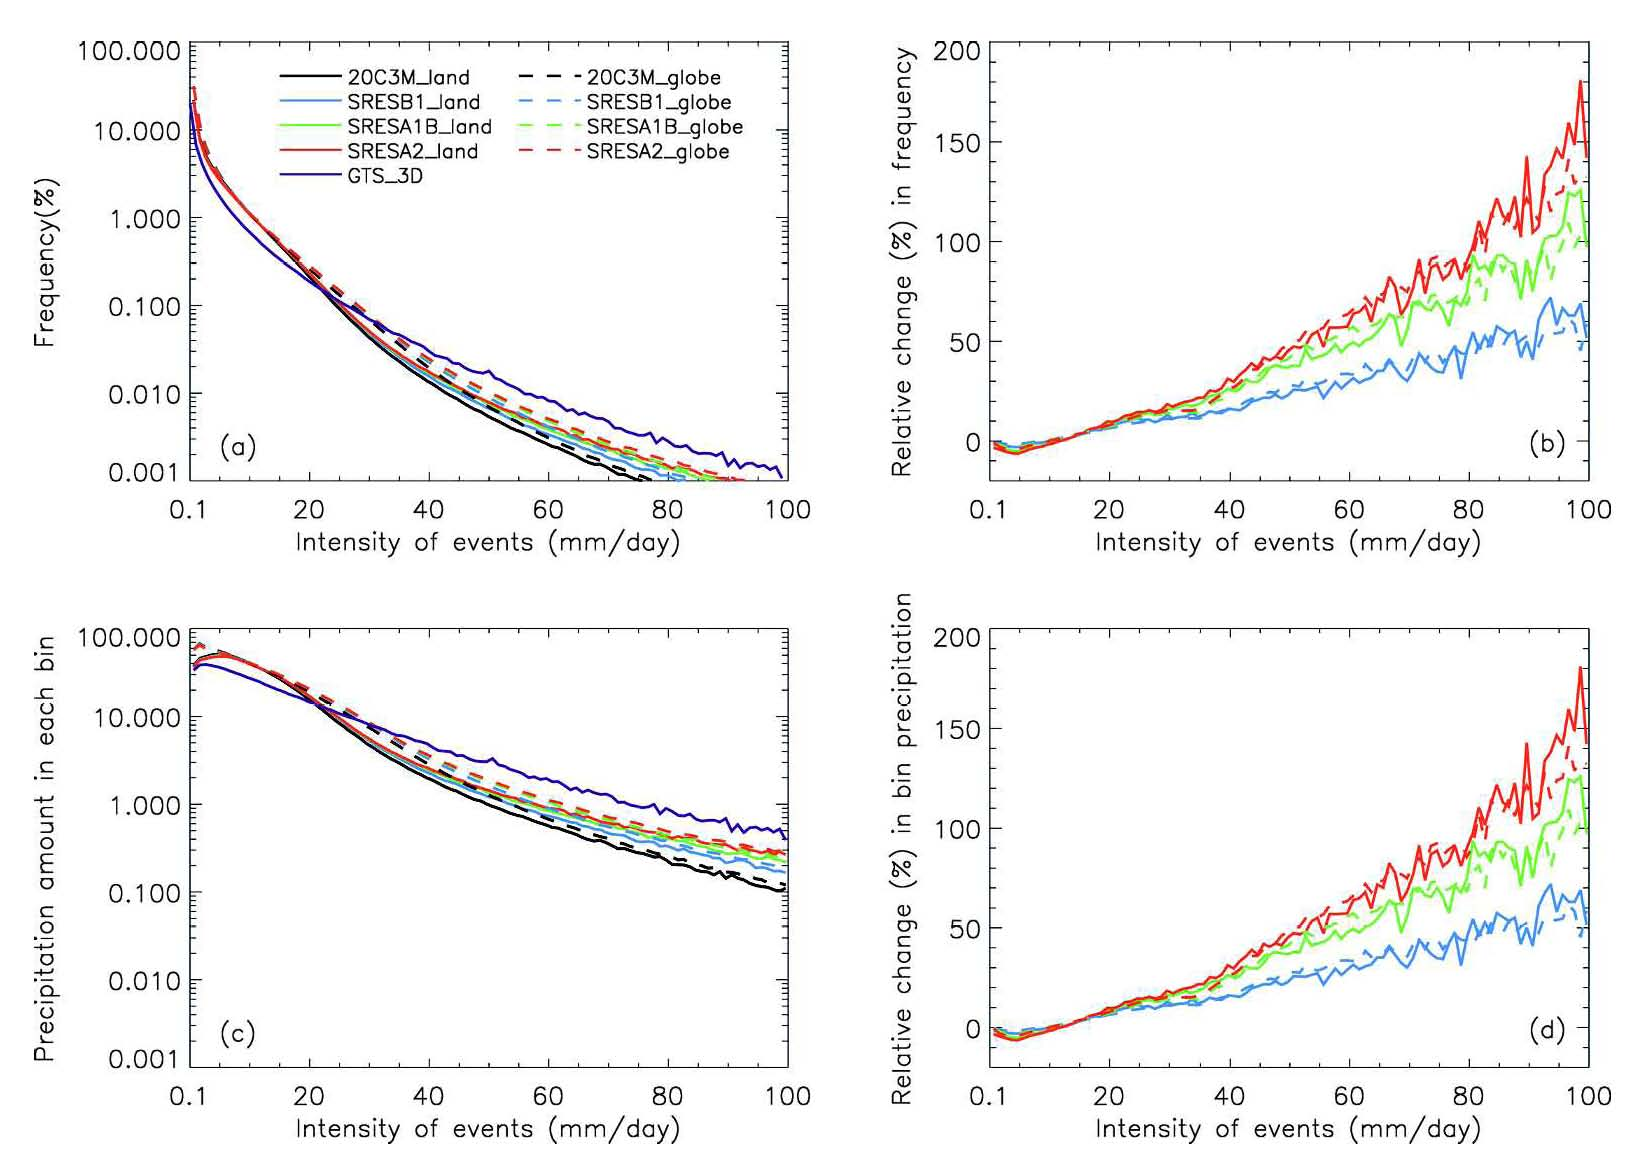 100.000
10.000
1.000
0.100
0.010
0.001
Frequency(%)
20C3M_land
SRESB1_land
SRESA1B_land
SRESA2_land
GTS_3D
20C3M_globe
SRESB1_globe
SRESA1B_globe
SRESA2_globe
(a)
0.1 20 40 60 80 100
Intensity of events (mm/day)
200
150
100
50
0
Relative change (%) in frequency
(b)
0.1 20 40 60 80 100
Intensity of events (mm/day)
100.000
10.000
1.000
0.100
0.010
0.001
Precipitation amount in each bin
(c)
0.1 20 40 60 80 100
Intensity of events (mm/day)
200
150
100
50
0
Relative change (%) in bin precipitation
(d)
0.1 20 40 60 80 100
Intensity of events (mm/day)